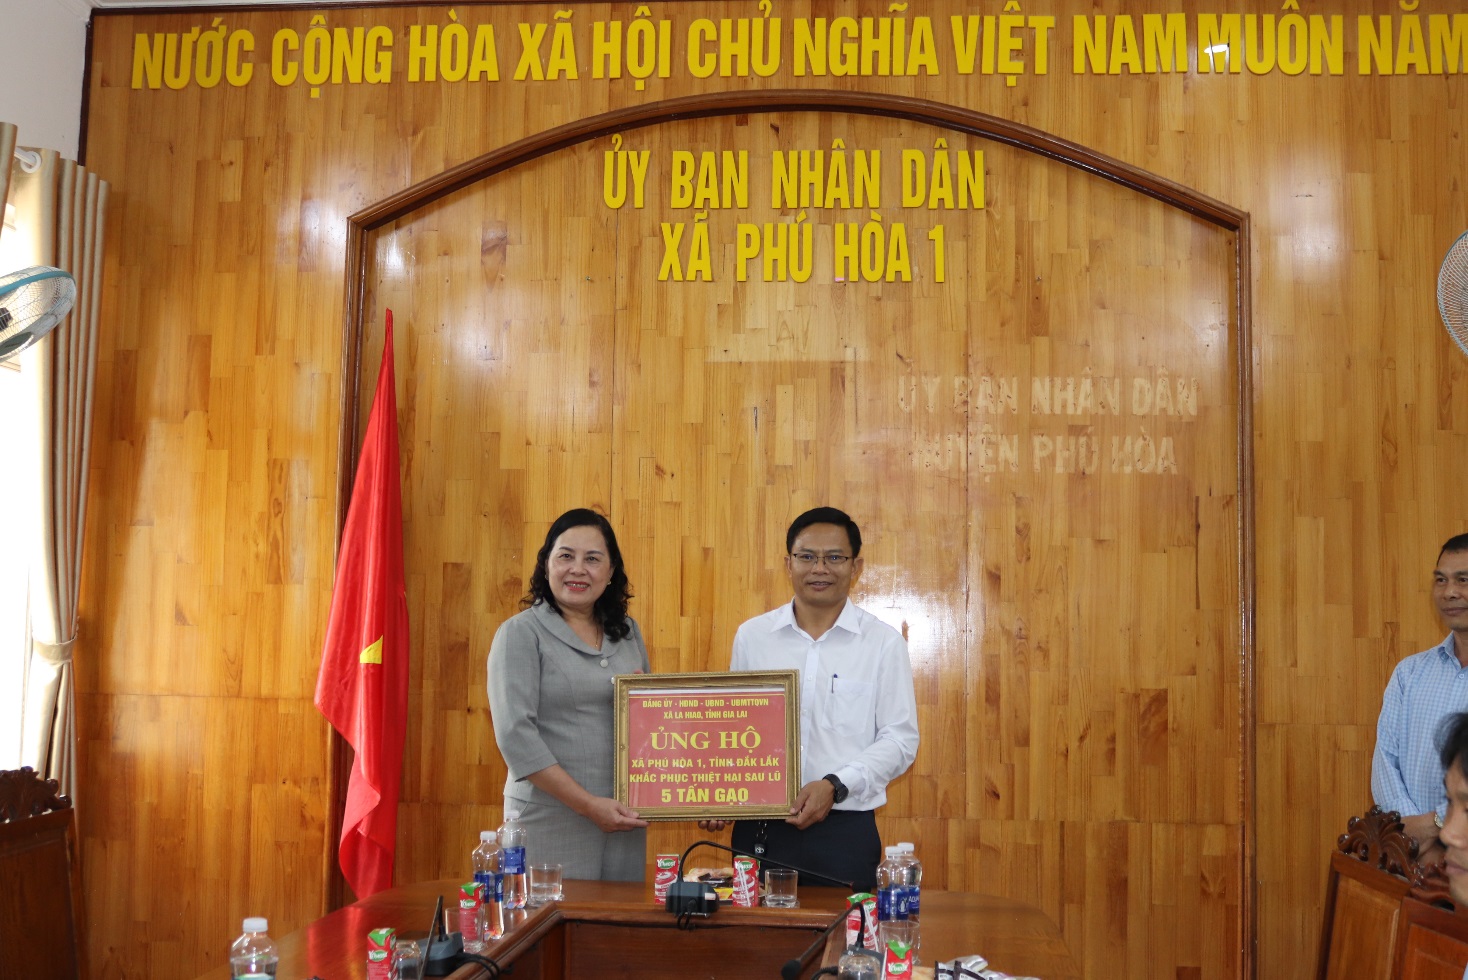 NƯỚC CỘNG HÒA XÃ HỘI CHỦ NGHĨA VIỆT NAM MUÔN NĂM
ỦY BAN NHÂN DÂN
XÃ PHÚ HÒA 1
ỦY BAN NHÂN DÂN
HUYỆN PHÚ HÒA
ĐẢNG ỦY - HĐND - UBND - UBMTTQVN
XÃ LA HIAO, TỈNH GIA LAI
ỦNG HỘ
XÃ PHÚ HÒA 1, TỈNH ĐẮK LẮK
KHẮC PHỤC THIỆT HẠI SAU LŨ
5 TẤN GẠO